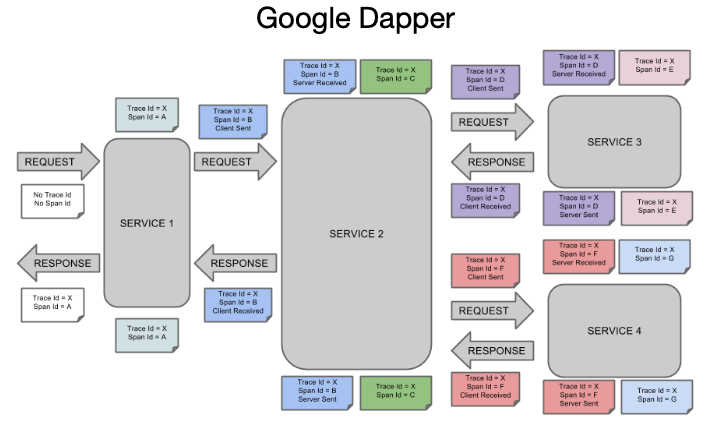 Google Dapper
Trace Id = X
Span Id = B
Server Received
Trace Id = X
Span Id = C
Trace Id = X
Span Id = D
Client Sent
Trace Id = X
Span Id = D
Server Received
Trace Id = X
Span Id = E
Trace Id = X
Span Id = A
Trace Id = X
Span Id = B
Client Sent
REQUEST
REQUEST
REQUEST
RESPONSE
SERVICE 3
No Trace Id
No Span Id
SERVICE 1
SERVICE 2
Trace Id = X
Span Id = D
Client Received
Trace Id = X
Span Id = D
Server Sent
Trace Id = X
Span Id = E
RESPONSE
RESPONSE
Trace Id = X
Span Id = F
Client Sent
Trace Id = X
Span Id = F
Server Received
Trace Id = X
Span Id = G
Trace Id = X
Span Id = A
Trace Id = X
Span Id = B
Client Received
REQUEST
RESPONSE
SERVICE 4
Trace Id = X
Span Id = A
Trace Id = X
Span Id = B
Server Sent
Trace Id = X
Span Id = C
Trace Id = X
Span Id = F
Client Received
Trace Id = X
Span Id = F
Server Sent
Trace Id = X
Span Id = G